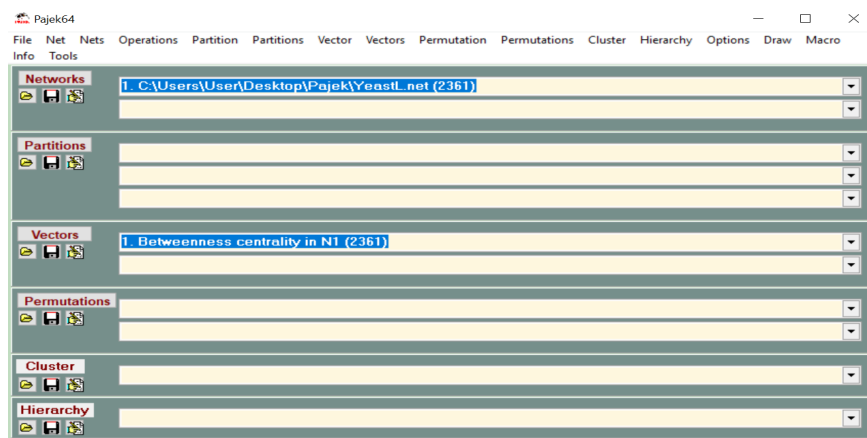 Pajek64
File Net Nets Operations Partition Partitions Vector Vectors Permutation Permutations Cluster Hierarchy Options Draw Macro
Info Tools
Networks
1. C:\Users\User\Desktop\Pajek\YeastL.net (2361)
Partitions
Vectors
1. Betweenness centrality in N1 (2361)
Permutations
Cluster
Hierarchy